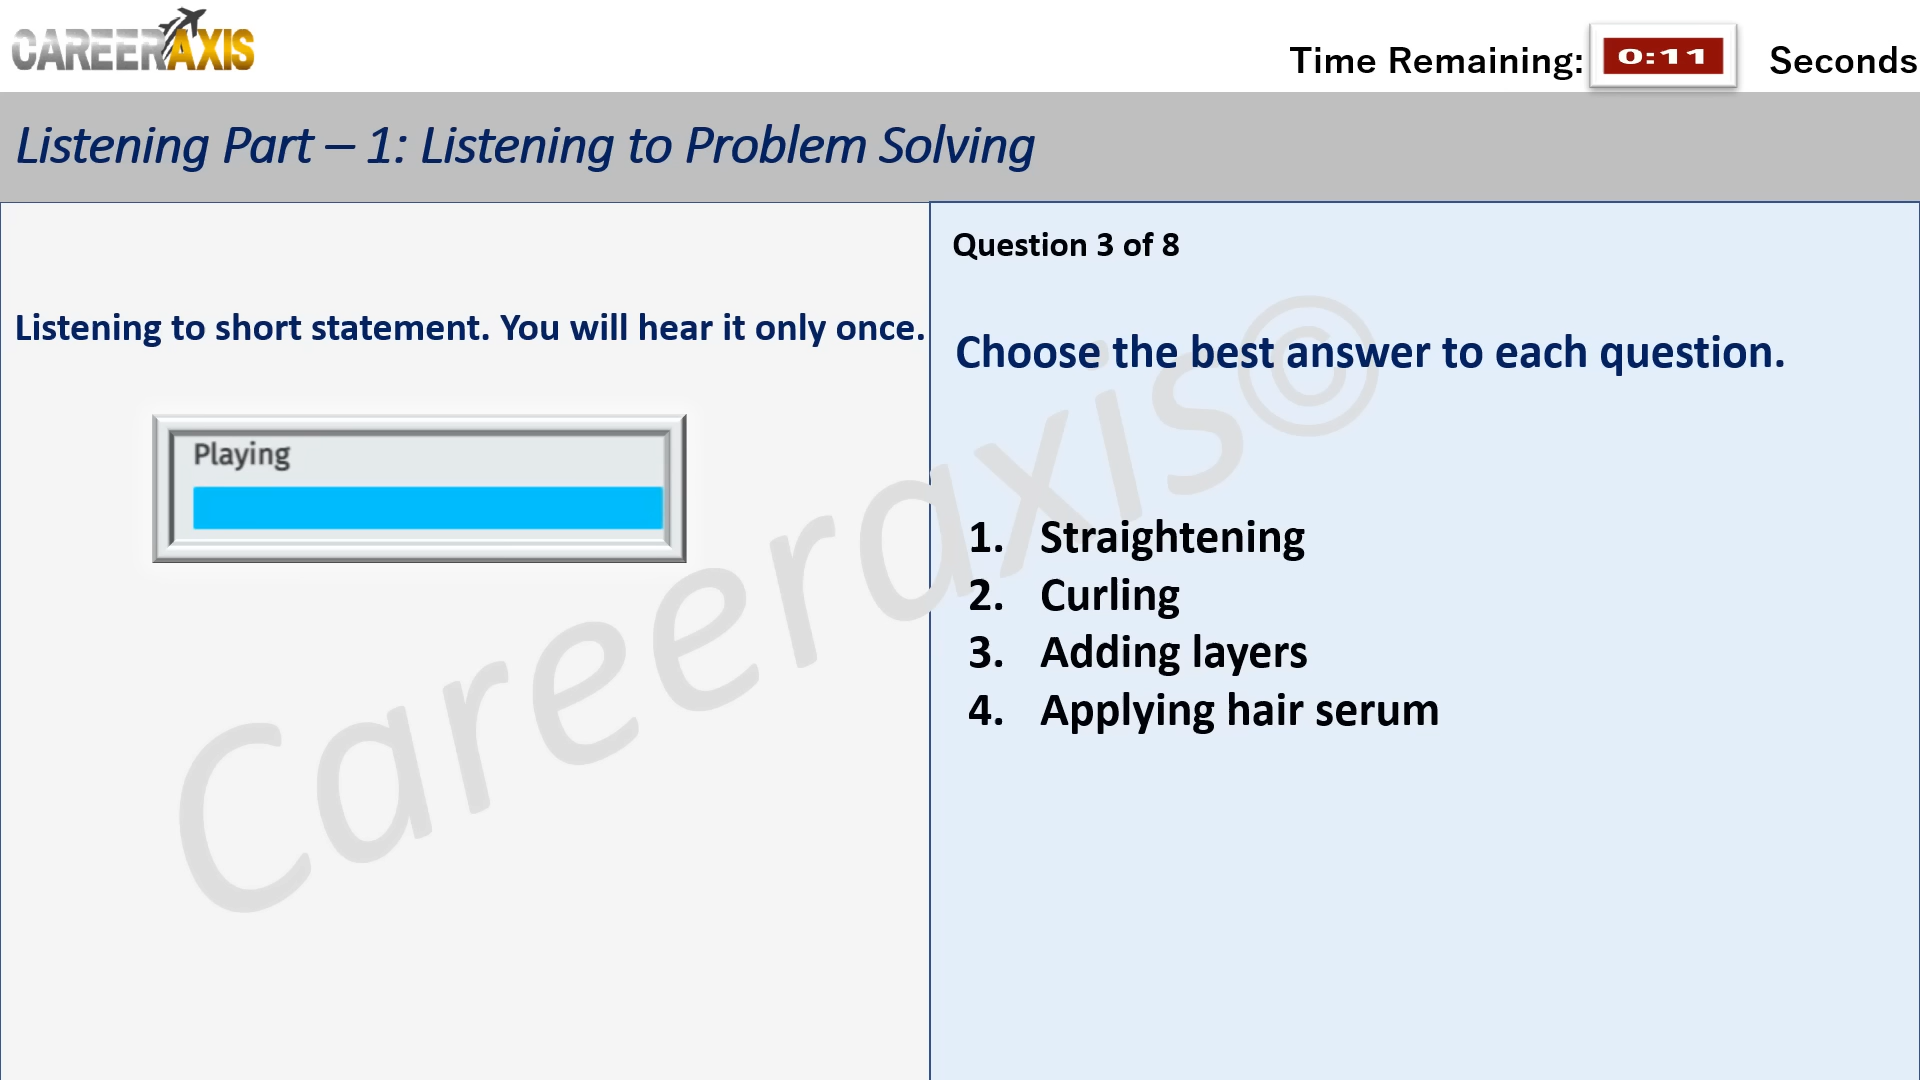 CAREERAXIS
Time Remaining: 0:11 Seconds
Listening Part – 1: Listening to Problem Solving
Listening to short statement. You will hear it only once.
Playing
Question 3 of 8
Choose the best answer to each question.
1. Straightening
2. Curling
3. Adding layers
4. Applying hair serum
Careeraxis©